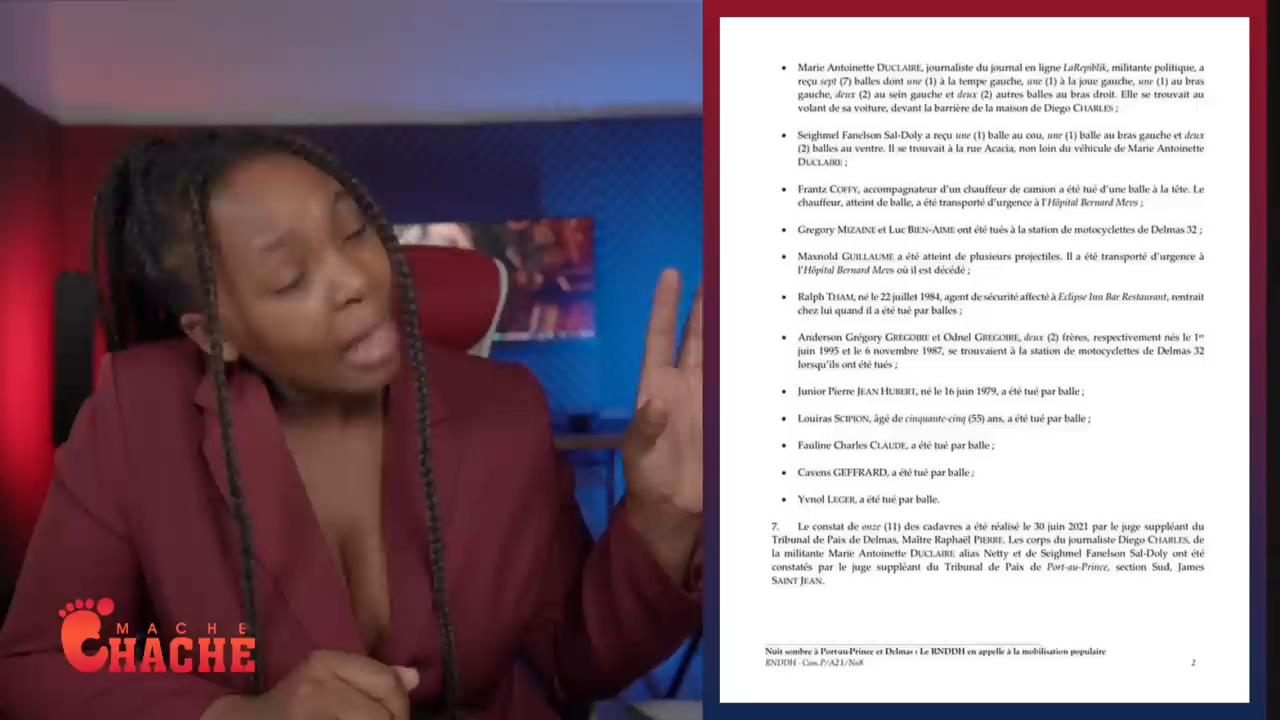 • Marie Antoinette DUCLAIRE, journaliste du journal en ligne LaRepiblik, militante politique, a
reçu sept (7) balles dont une (1) à la tempe gauche, une (1) à la joue gauche, une (1) au bras
gauche, deux (2) au sein gauche et deux (2) autres balles au bras droit. Elle se trouvait au
volant de sa voiture, devant la barrière de la maison de Diego CHARLES ;
• Seighmel Fanelson Sal-Doly a reçu une (1) balle au cou, une (1) balle au bras gauche et deux
(2) balles au ventre. Il se trouvait à la rue Acacia, non loin du véhicule de Marie Antoinette
DUCLAIRE ;
• Frantz COFFY, accompagnateur d'un chauffeur de camion a été tué d'une balle à la tête. Le
chauffeur, atteint de balle, a été transporté d'urgence à l'Hôpital Bernard Mevs ;
• Gregory MIZAINE et Luc BIEN-AIME ont été tués à la station de motocyclettes de Delmas 32 ;
• Maxnold GUILLAUME a été atteint de plusieurs projectiles. Il a été transporté d'urgence à
l'Hôpital Bernard Mevs où il est décédé ;
• Ralph THAM, né le 22 juillet 1984, agent de sécurité affecté à Eclipse Inn Bar Restaurant, rentrait
chez lui quand il a été tué par balles ;
• Anderson Grégory GREGOIRE et Odnel GREGOIRE, deux (2) frères, respectivement nés le 1er
juin 1995 et le 6 novembre 1987, se trouvaient à la station de motocyclettes de Delmas 32
lorsqu'ils ont été tués ;
• Junior Pierre JEAN HUBERT, né le 16 juin 1979, a été tué par balle ;
• Louiras SCIPION, âgé de cinquante-cinq (55) ans, a été tué par balle ;
• Fauline Charles CLAUDE, a été tué par balle ;
• Cavens GEFFRARD, a été tué par balle ;
• Yvnol LEGER, a été tué par balle.
7. Le constat de onze (11) des cadavres a été réalisé le 30 juin 2021 par le juge suppléant du
Tribunal de Paix de Delmas, Maître Raphaël PIERRE. Les corps du journaliste Diego CHARLES, de
la militante Marie Antoinette DUCLAIRE alias Netty et de Seighmel Fanelson Sal-Doly ont été
constatés par le juge suppléant du Tribunal de Paix de Port-au-Prince, section Sud, James
SAINT JEAN.
Nuit sombre à Port-au-Prince et Delmas : Le RNDDH en appelle à la mobilisation populaire
RNDDH - Com.P/A21/No8
2
MACHE
CHACHE